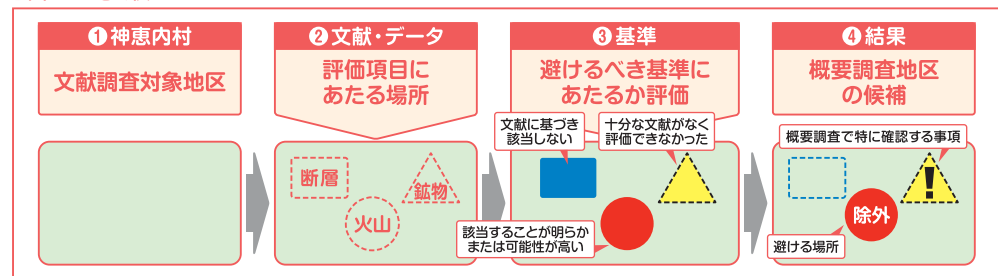 ❶神恵内村
文献調査対象地区
❷文献・データ
評価項目に
あたる場所
断層
鉱物
火山
❸基準
避けるべき基準に
あたるか評価
文献に基づき
該当しない
十分な文献がなく
評価できなかった
該当することが明らか
または可能性が高い
❹結果
概要調査地区
の候補
概要調査で特に確認する事項
!
除外
避ける場所